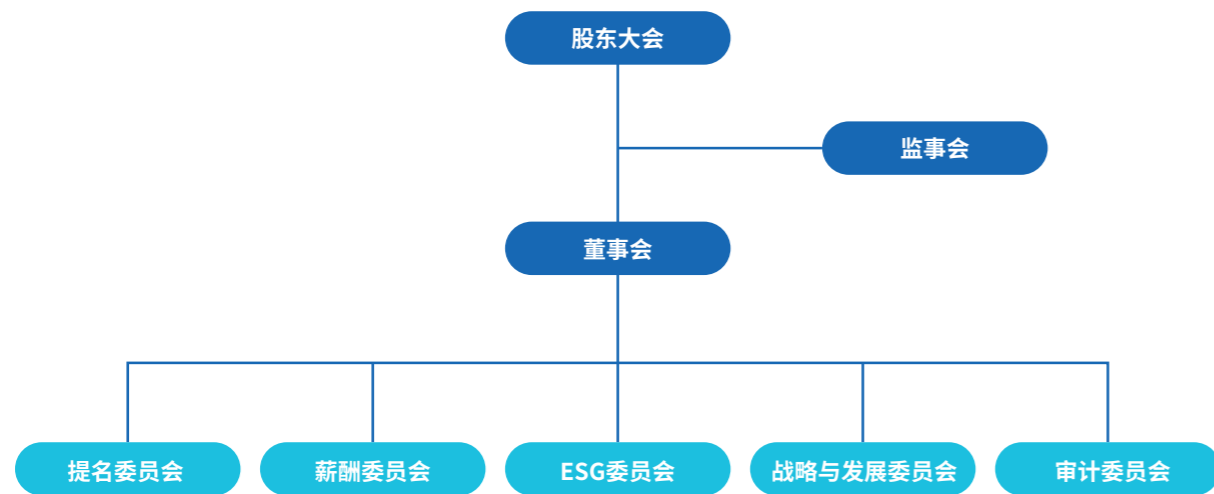 股东大会
监事会
董事会
提名委员会
薪酬委员会
ESG委员会
战略与发展委员会
审计委员会